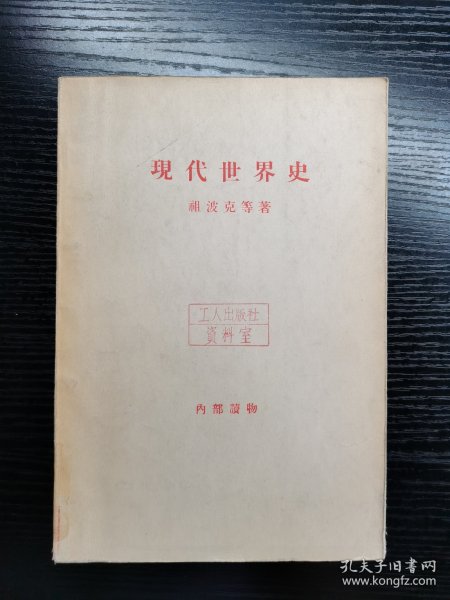 現代世界史
祖波克等著
工人出版社
資料室
內部讀物
孔夫子旧书网
www.kongfz.com